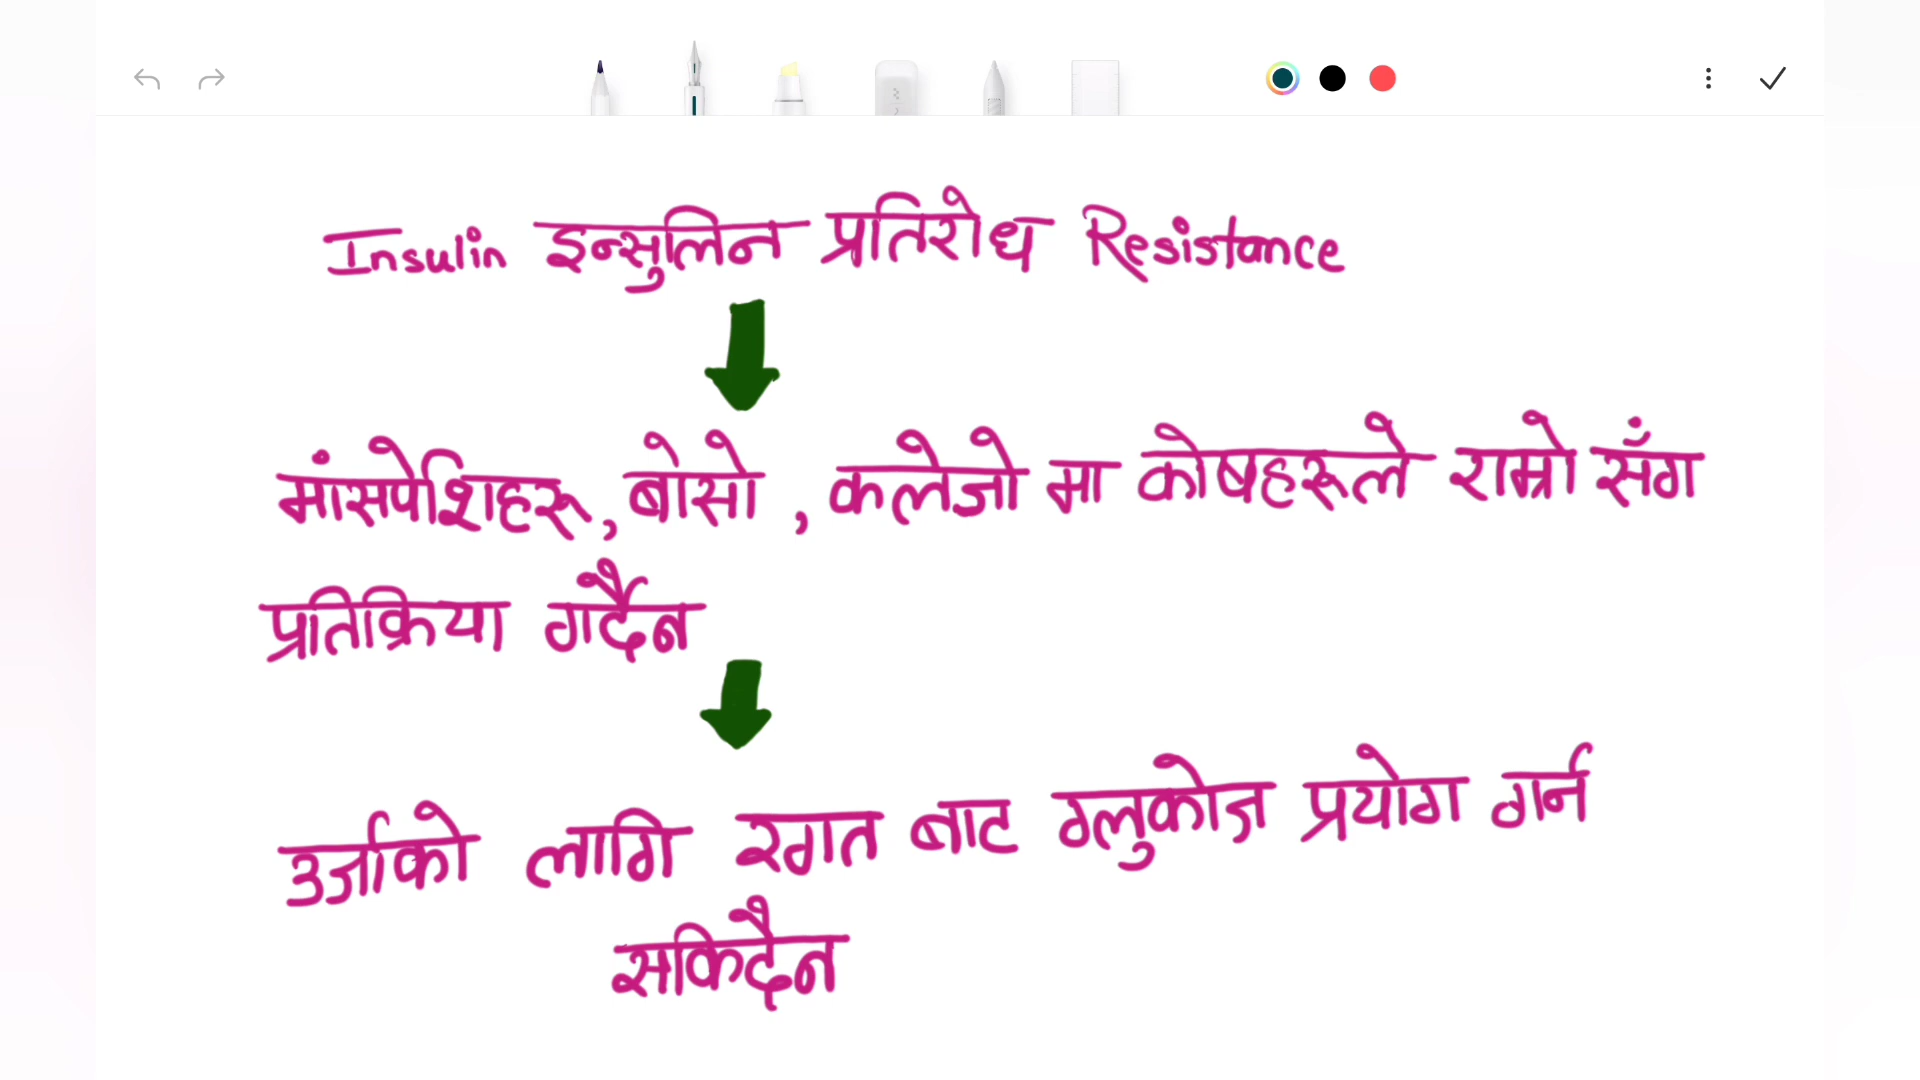 Insulin इन्सुलिन प्रतिरोध Resistance
मांसपेशिहरू, बोसो , कलेजो मा कोषहरूले राम्रो सँग
प्रतिक्रिया गर्दैन
उर्जाको लागि रगत बाट ग्लुकोज प्रयोग गर्न
सकिदैन